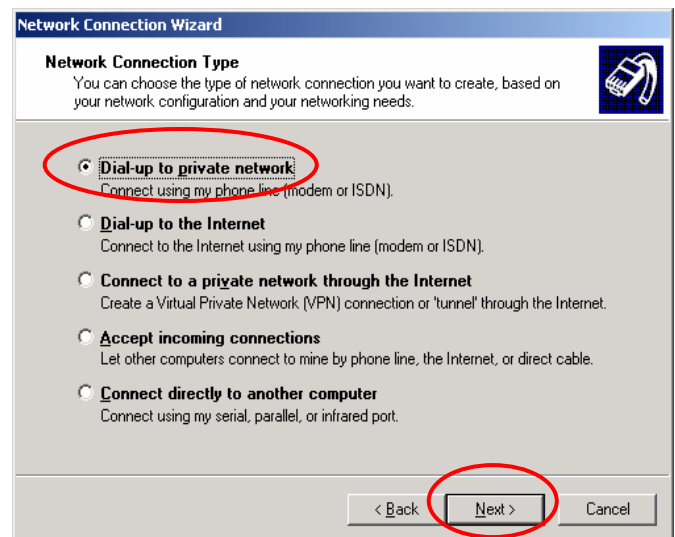 Network Connection Wizard
Network Connection Type
You can choose the type of network connection you want to create, based on
your network configuration and your networking needs.
Dial-up to private network
Connect using my phone line (modem or ISDN).
Dial-up to the Internet
Connect to the Internet using my phone line (modem or ISDN).
Connect to a private network through the Internet
Create a Virtual Private Network (VPN) connection or 'tunnel' through the Internet.
Accept incoming connections
Let other computers connect to mine by phone line, the Internet, or direct cable.
Connect directly to another computer
Connect using my serial, parallel, or infrared port.
< Back Next > Cancel